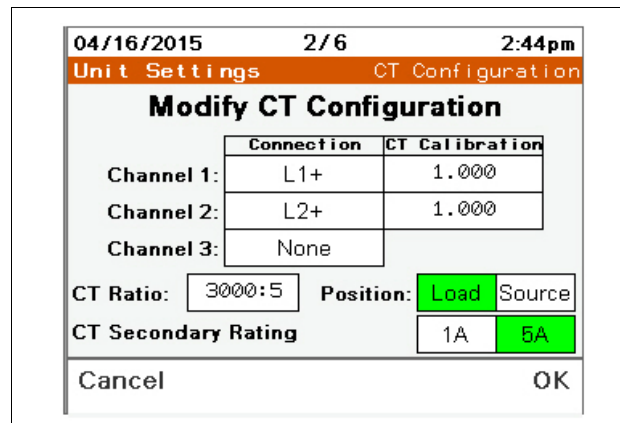 04/16/2015 2/6 2:44pm
Unit Settings CT Configuration
Modify CT Configuration
Connection CT Calibration
Channel 1: L1+ 1.000
Channel 2: L2+ 1.000
Channel 3: None
CT Ratio: 3000:5 Position: Load Source
CT Secondary Rating 1A 5A
Cancel OK